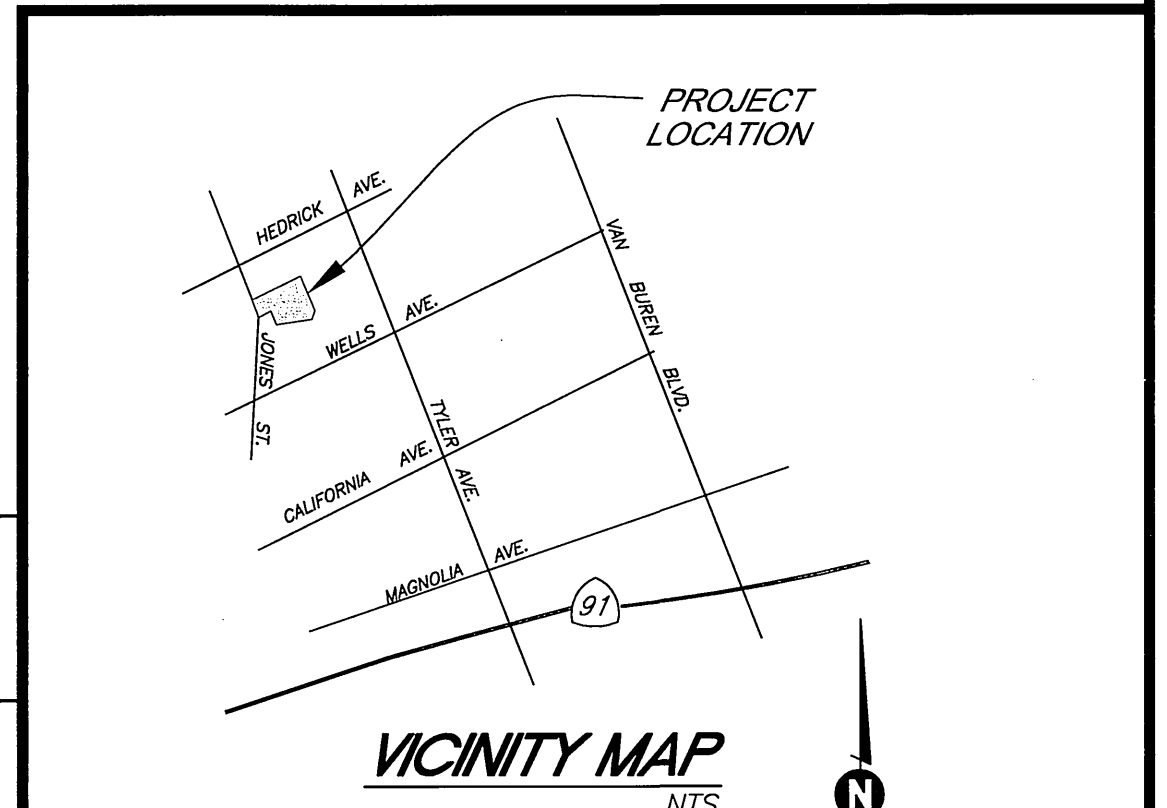 PROJECT
LOCATION
HEDRICK AVE.
VAN BUREN BLVD.
WELLS AVE.
JONES ST.
TYLER AVE.
CALIFORNIA AVE.
MAGNOLIA AVE.
91
VICINITY MAP
NTS
N